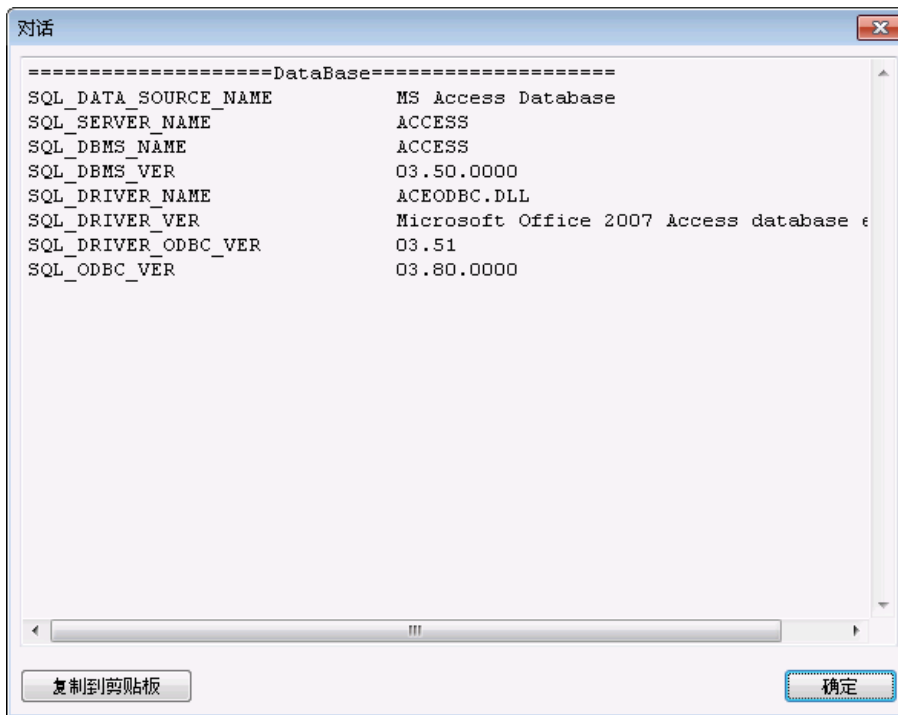 对话
====================DataBase====================
SQL_DATA_SOURCE_NAME MS Access Database
SQL_SERVER_NAME ACCESS
SQL_DBMS_NAME ACCESS
SQL_DBMS_VER 03.50.0000
SQL_DRIVER_NAME ACEODBC.DLL
SQL_DRIVER_VER Microsoft Office 2007 Access database
SQL_DRIVER_ODBC_VER 03.51
SQL_ODBC_VER 03.80.0000
复制到剪贴板 确定